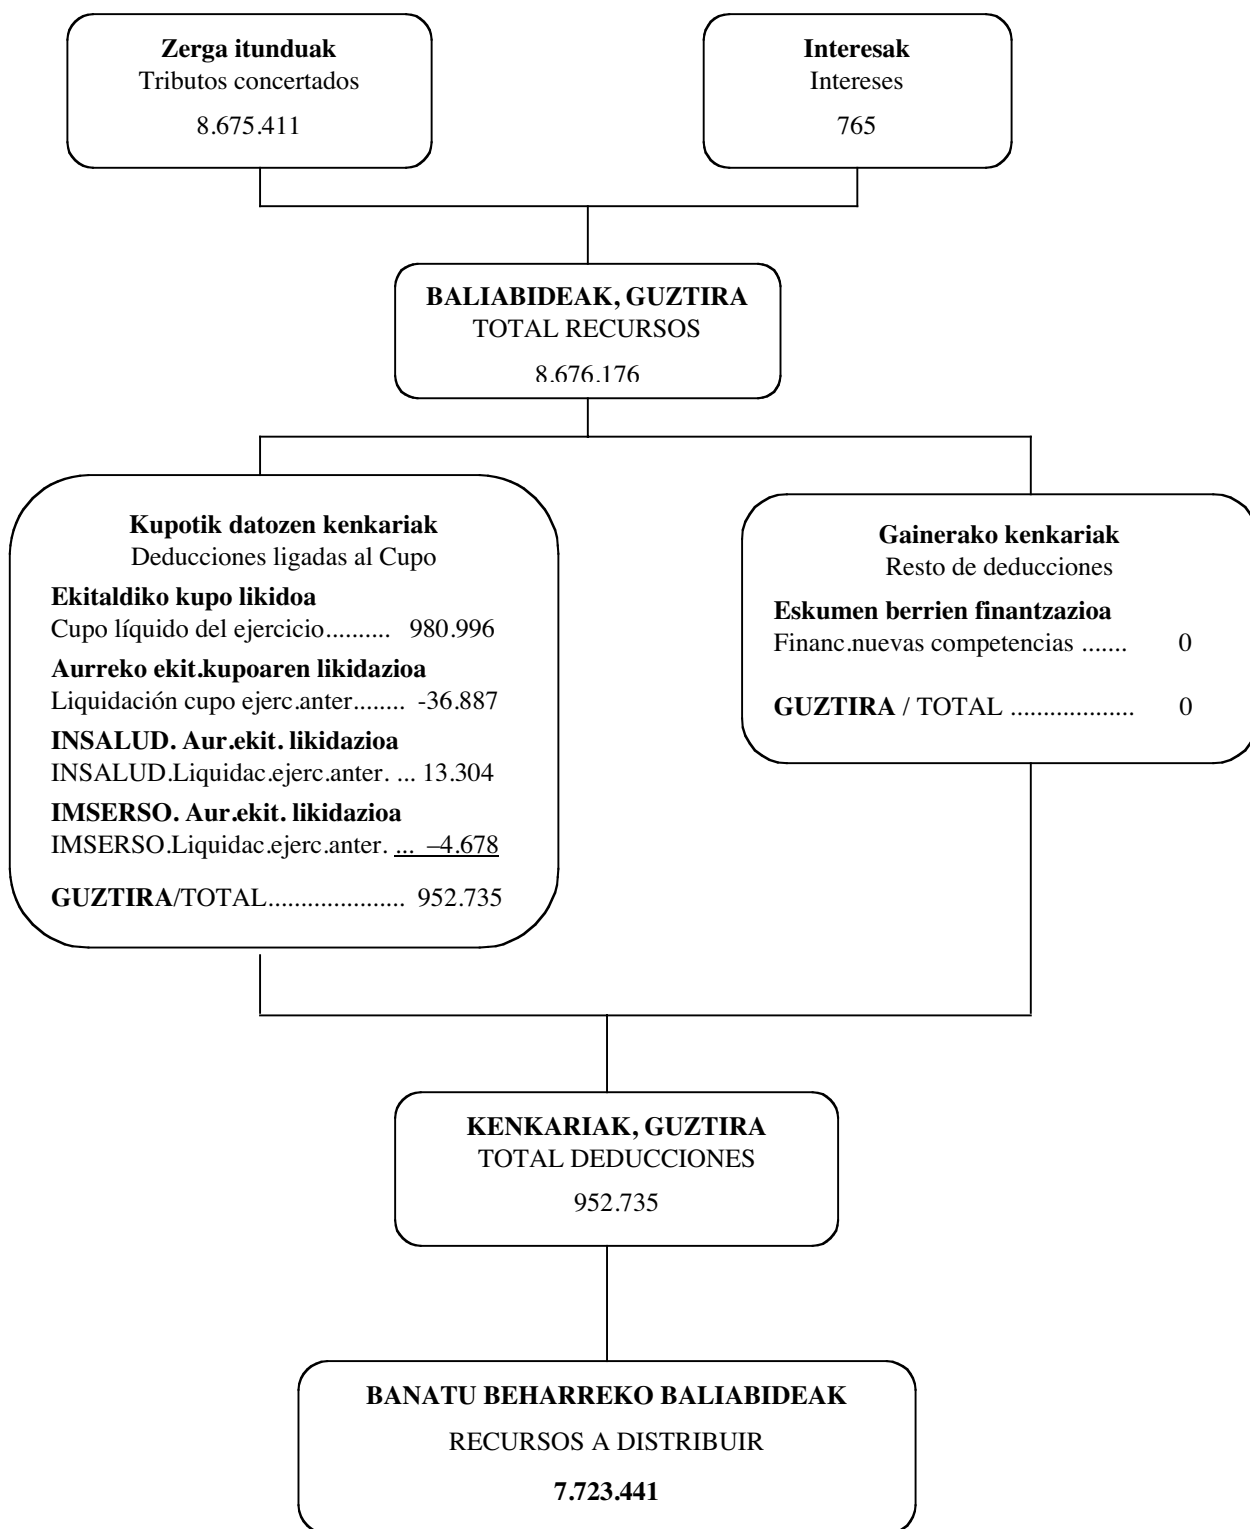 Zerga itunduak
Tributos concertados
8.675.411
Interesak
Intereses
765
BALIABIDEAK, GUZTIRA
TOTAL RECURSOS
8.676.176
Kupotik datozen kenkariak
Deducciones ligadas al Cupo
Ekitaldiko kupo likidoa
Cupo líquido del ejercicio.......... 980.996
Aurreko ekit.kupoaren likidazioa
Liquidación cupo ejerc.anter........ -36.887
INSALUD. Aur.ekit. likidazioa
INSALUD.Liquidac.ejerc.anter. ... 13.304
IMSERSO. Aur.ekit. likidazioa
IMSERSO.Liquidac.ejerc.anter. ... –4.678
GUZTIRA/TOTAL..................... 952.735
Gainerako kenkariak
Resto de deducciones
Eskumen berrien finantzazioa
Financ.nuevas competencias ....... 0
GUZTIRA / TOTAL ................... 0
KENKARIAK, GUZTIRA
TOTAL DEDUCCIONES
952.735
BANATU BEHARREKO BALIABIDEAK
RECURSOS A DISTRIBUIR
7.723.441